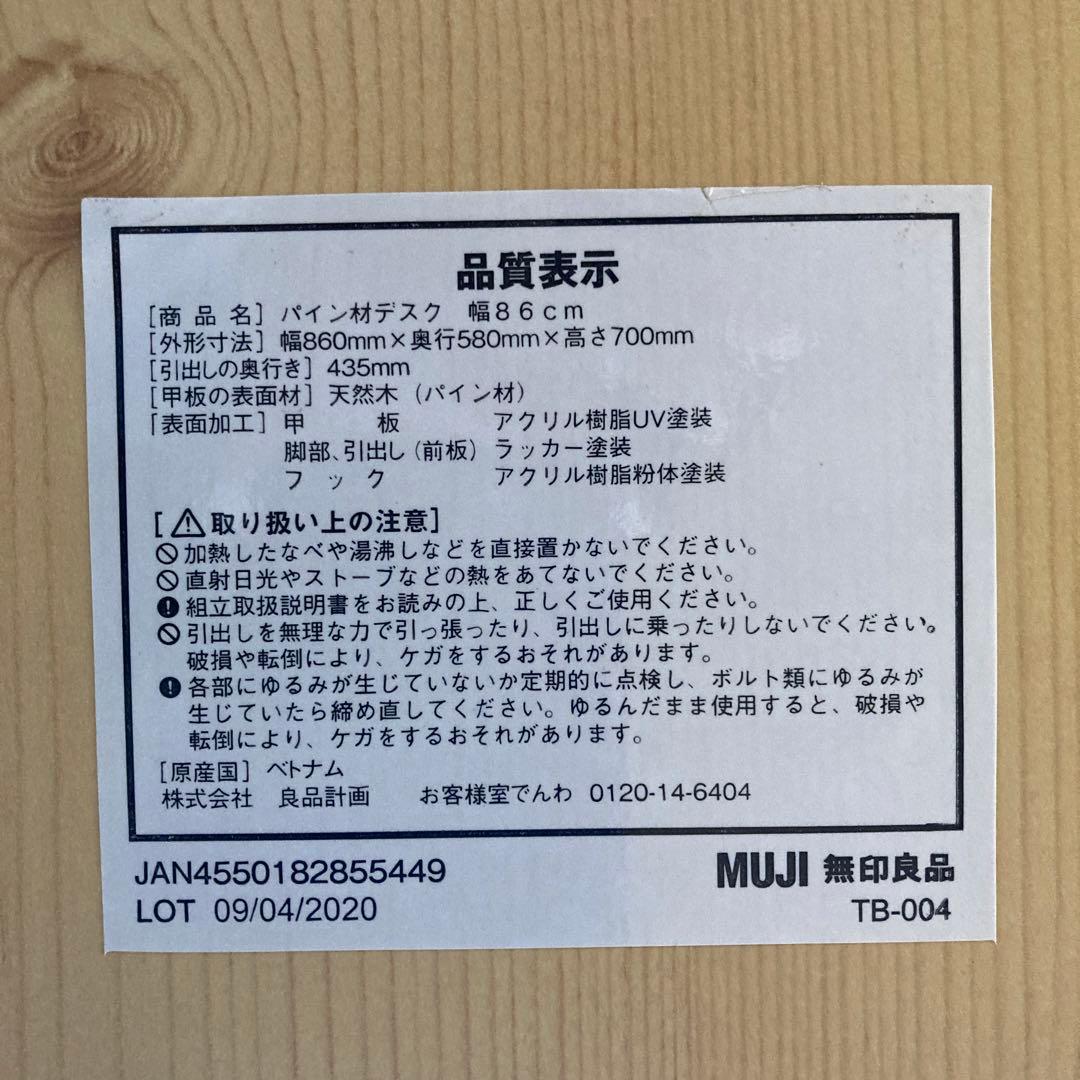 品質表示
[商品名] パイン材デスク 幅86cm
[外形寸法] 幅860mm×奥行580mm×高さ700mm
[引出しの奥行き] 435mm
[甲板の表面材] 天然木 (パイン材)
[表面加工] 甲板 アクリル樹脂UV塗装
脚部、引出し(前板) ラッカー塗装
フック アクリル樹脂粉体塗装
[⚠取り扱い上の注意]
加熱したなべや湯沸しなどを直接置かないでください。
直射日光やストーブなどの熱をあてないでください。
組立取扱説明書をお読みの上、正しくご使用ください。
引出しを無理な力で引っ張ったり、引出しに乗ったりしないでください。
破損や転倒により、ケガをするおそれがあります。
各部にゆるみが生じていないか定期的に点検し、ボルト類にゆるみが
生じていたら締め直してください。ゆるんだまま使用すると、破損や
転倒により、ケガをするおそれがあります。
[原産国] ベトナム
株式会社 良品計画 お客様室でんわ 0120-14-6404
JAN4550182855449
LOT 09/04/2020
MUJI 無印良品
TB-004